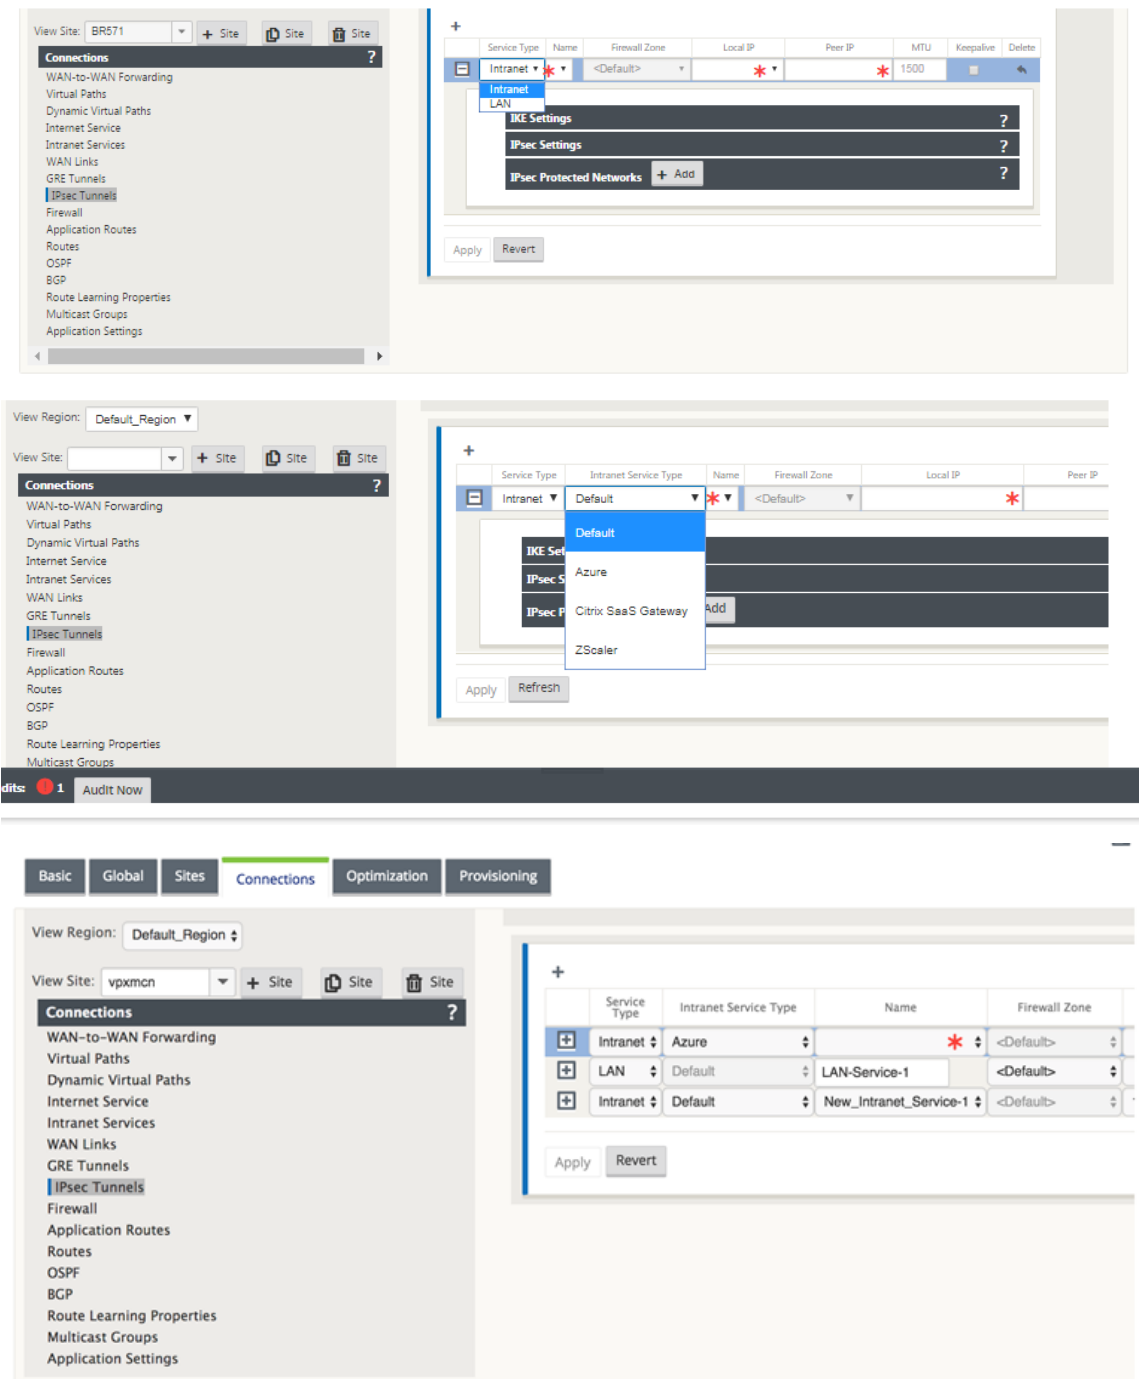 View Site: BR571 + Site Site Site
Connections ?
WAN-to-WAN Forwarding
Virtual Paths
Dynamic Virtual Paths
Internet Service
Intranet Services
WAN Links
GRE Tunnels
IPsec Tunnels
Firewall
Application Routes
Routes
OSPF
BGP
Route Learning Properties
Multicast Groups
Application Settings
+
Service Type Name Firewall Zone Local IP Peer IP MTU Keepalive Delete
Intranet <Default> 1500
Intranet
LAN
IKE Settings ?
IPsec Settings ?
IPsec Protected Networks + Add ?
Apply Revert
View Region: Default_Region
View Site: + Site Site Site
Connections ?
WAN-to-WAN Forwarding
Virtual Paths
Dynamic Virtual Paths
Internet Service
Intranet Services
WAN Links
GRE Tunnels
IPsec Tunnels
Firewall
Application Routes
Routes
OSPF
BGP
Route Learning Properties
Multicast Groups
+
Service Type Intranet Service Type Name Firewall Zone Local IP Peer IP
Intranet Default <Default>
Default
Azure
Citrix SaaS Gateway
ZScaler
IKE Set
IPsec S
IPsec P Add
Apply Refresh
dits: 1 Audit Now
Basic Global Sites Connections Optimization Provisioning
View Region: Default_Region
View Site: vpxmcn + Site Site Site
Connections ?
WAN-to-WAN Forwarding
Virtual Paths
Dynamic Virtual Paths
Internet Service
Intranet Services
WAN Links
GRE Tunnels
IPsec Tunnels
Firewall
Application Routes
Routes
OSPF
BGP
Route Learning Properties
Multicast Groups
Application Settings
+
Service Type Intranet Service Type Name Firewall Zone
Intranet Azure <Default>
LAN Default LAN-Service-1 <Default>
Intranet Default New_Intranet_Service-1 <Default>
Apply Revert